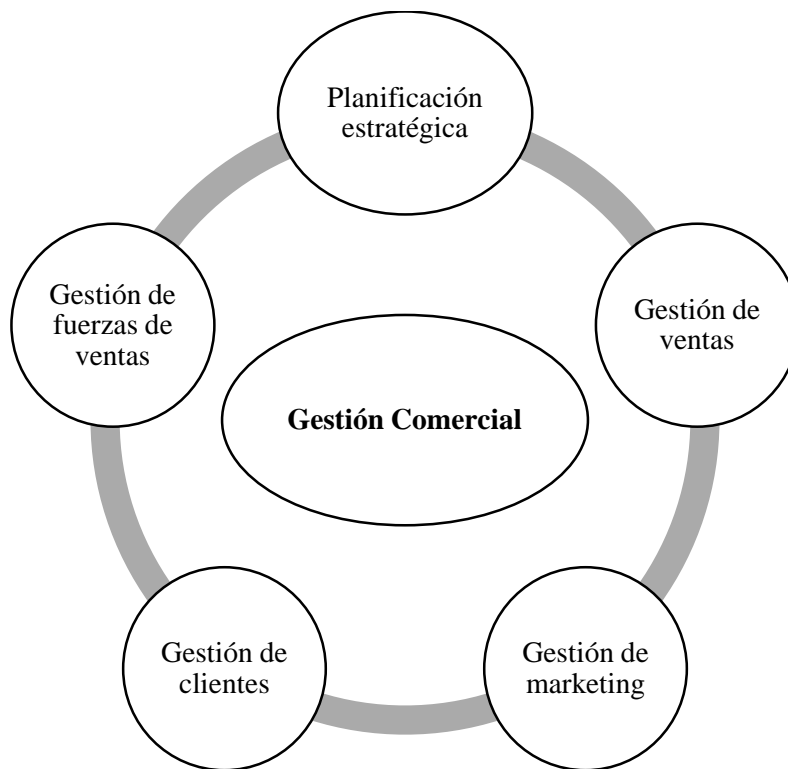 Planificación
estratégica
Gestión de
ventas
Gestión de
marketing
Gestión de
clientes
Gestión de
fuerzas de
ventas
Gestión Comercial